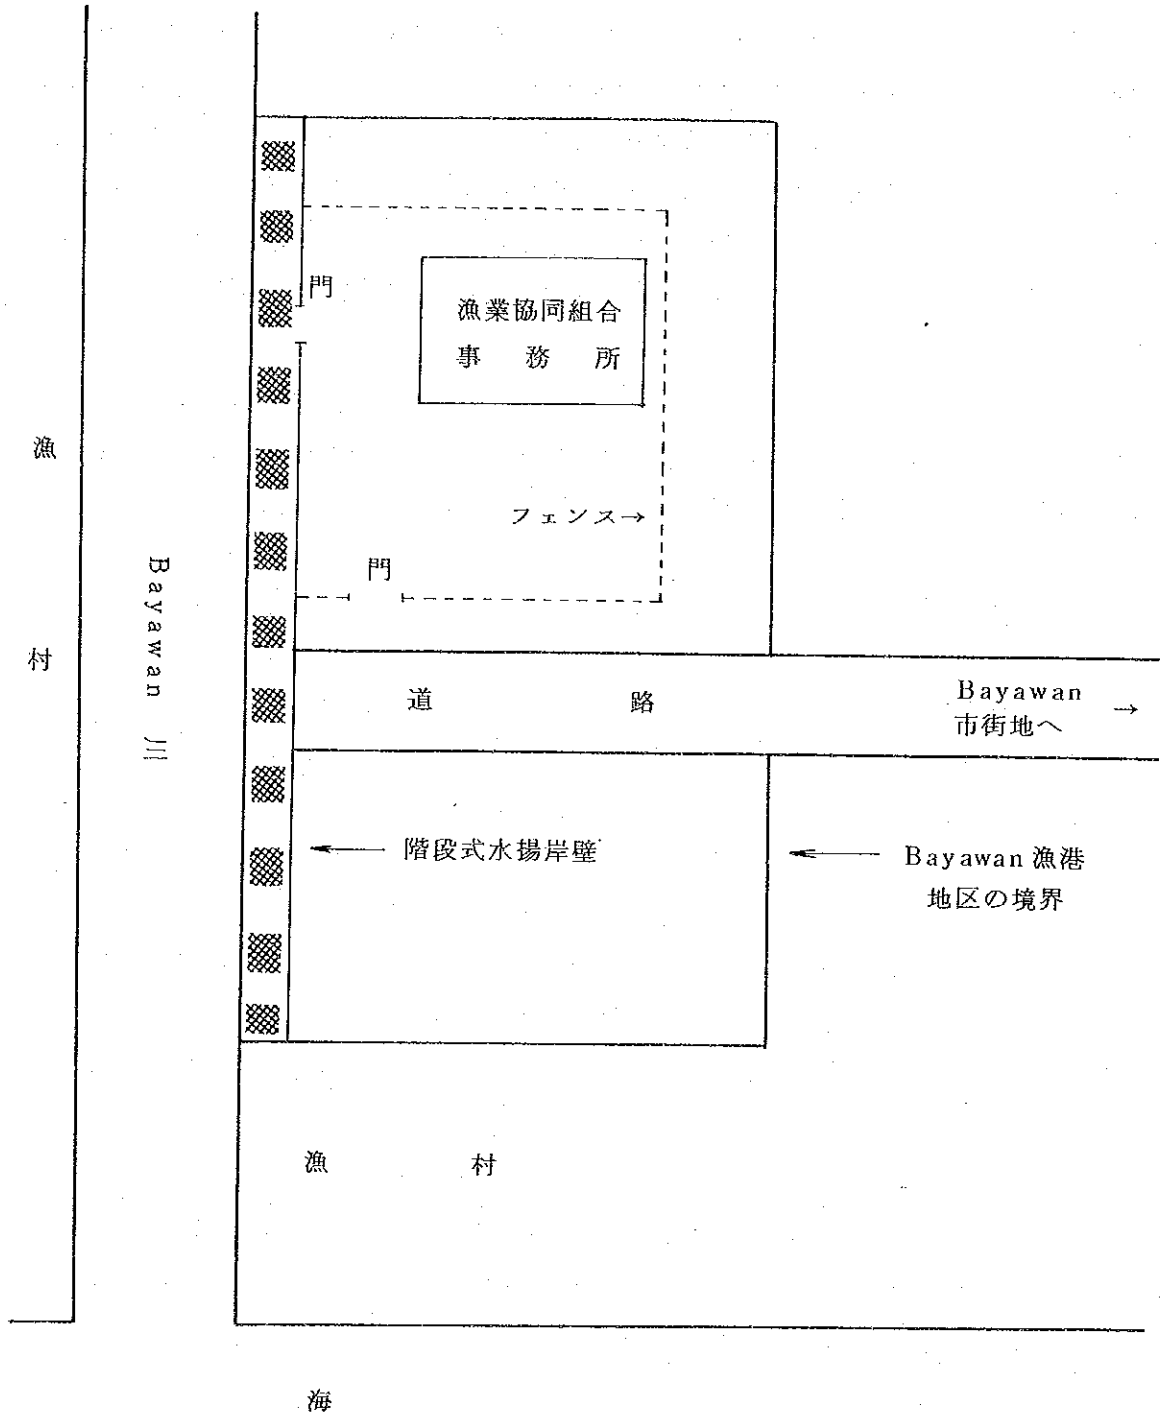 門
漁業協同組合
事務所
フェンス→
門
漁村
Bayawan 川
道路
Bayawan →
市街地へ
← 階段式水揚岸壁
← Bayawan 漁港
地区の境界
漁村
海